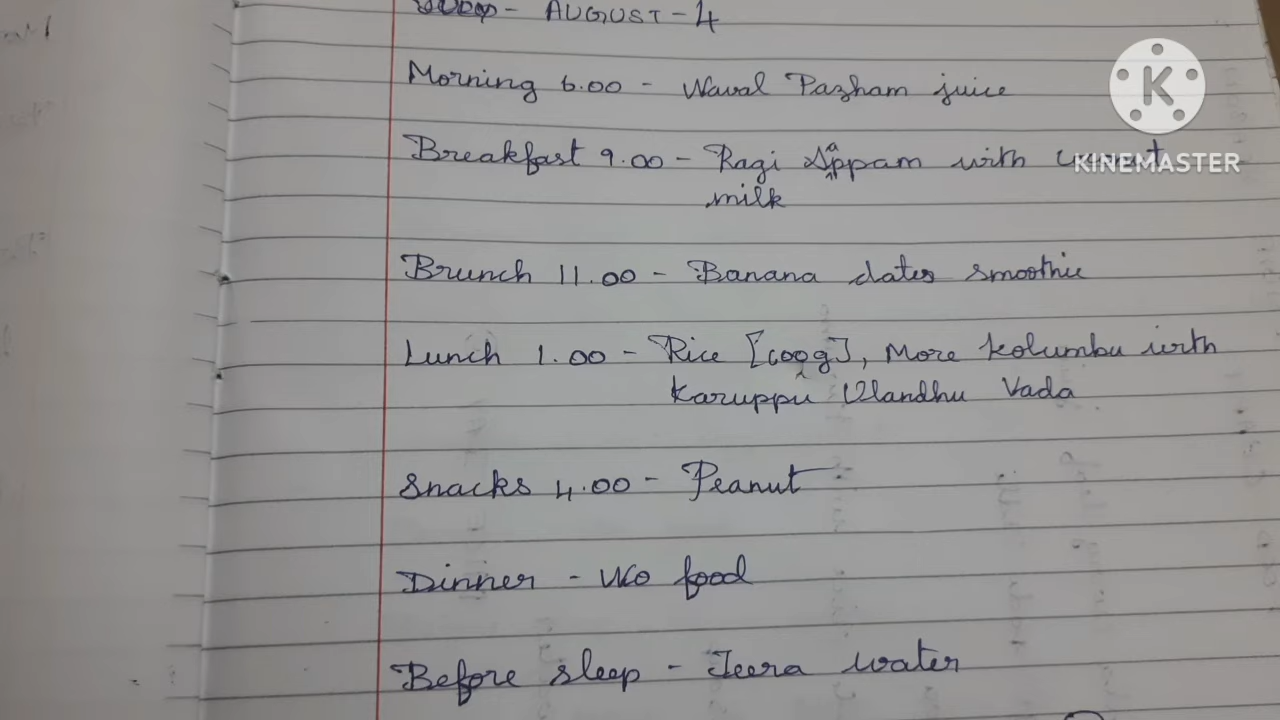 AUGUST-4
Morning 6.00 - Naval Pazham juice
K
Breakfast 9.00 - Ragi Aappam with
KINEMASTER
milk
Brunch 11.00 - Banana dates smoothie
Lunch 1.00 - Rice [100g], More kolumbu with
Karuppu Ulandhu Vada
Snacks 4.00 - Peanut
Dinner - No food
Before sleep - Jeera water